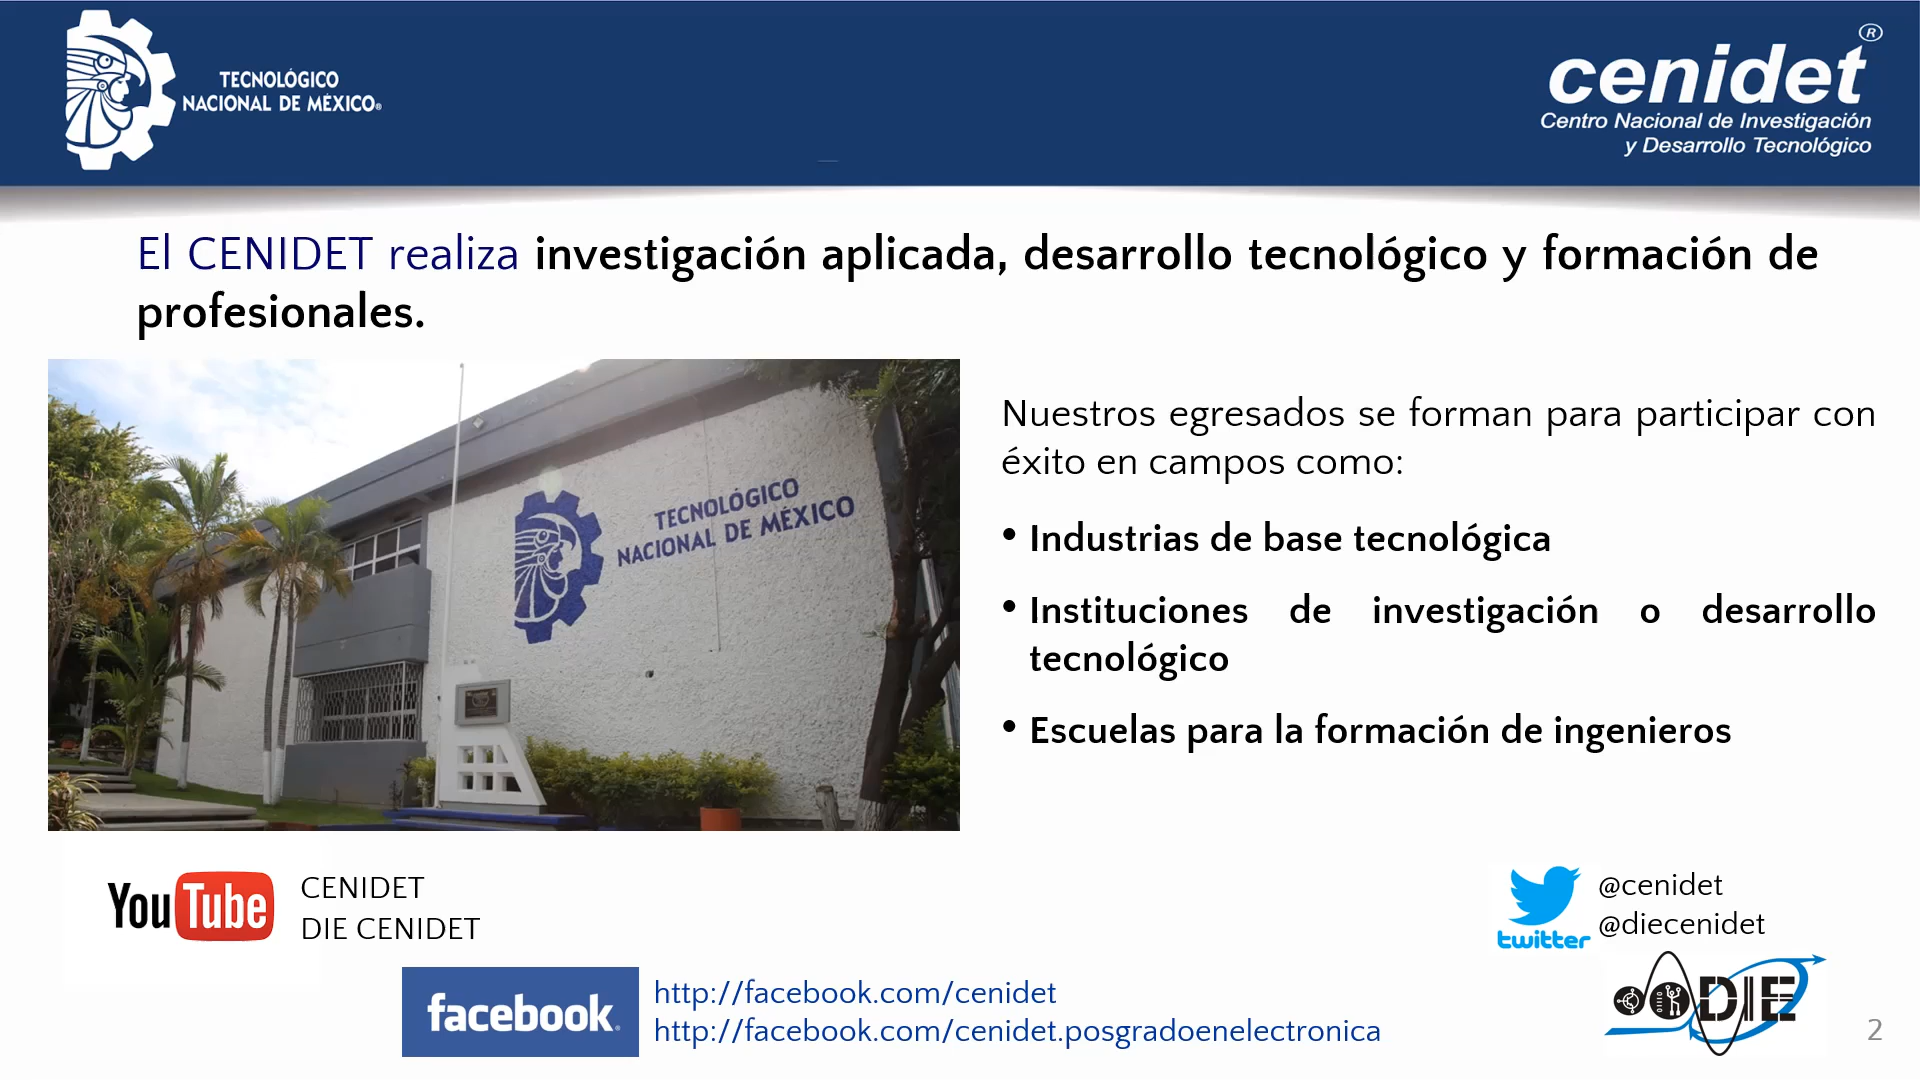 TECNOLÓGICO
NACIONAL DE MÉXICO®
cenidet®
Centro Nacional de Investigación
y Desarrollo Tecnológico
El CENIDET realiza investigación aplicada, desarrollo tecnológico y formación de
profesionales.
TECNOLÓGICO
NACIONAL DE MÉXICO
Nuestros egresados se forman para participar con
éxito en campos como:
• Industrias de base tecnológica
• Instituciones de investigación o desarrollo
tecnológico
• Escuelas para la formación de ingenieros
YouTube
CENIDET
DIE CENIDET
twitter
@cenidet
@diecenidet
facebook®
http://facebook.com/cenidet
http://facebook.com/cenidet.posgradoenelectronica
DIE
2